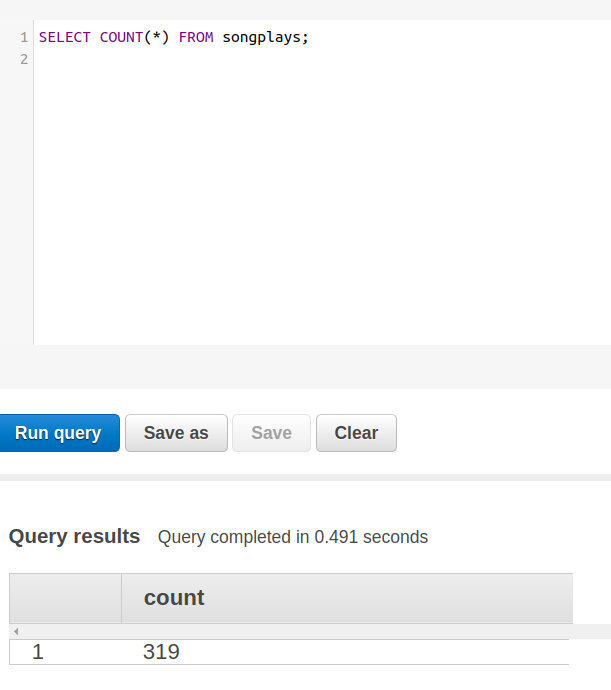 1 SELECT COUNT(*) FROM songplays;
2
Run query Save as Save Clear
Query results Query completed in 0.491 seconds
count
1 319